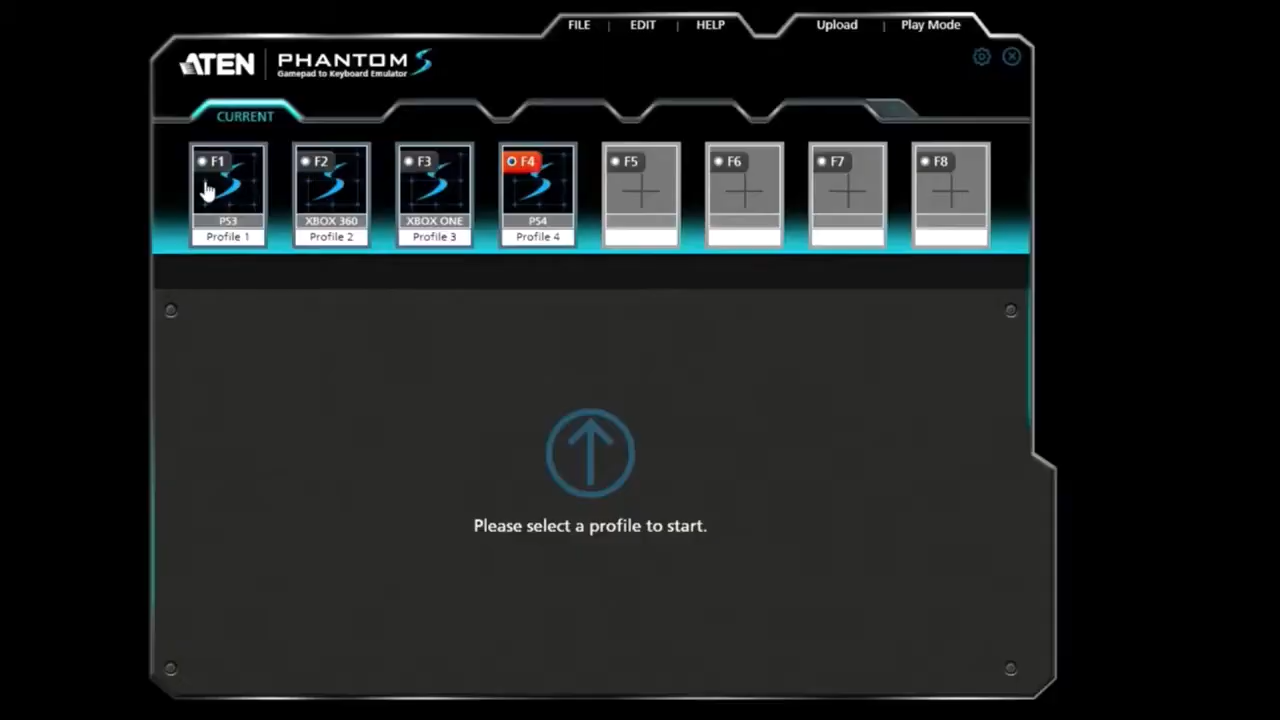 FILE | EDIT | HELP
Upload | Play Mode
ATEN PHANTOM S
Gamepad to Keyboard Emulator
CURRENT
F1 F2 F3 F4 F5 F6 F7 F8
PS3 XBOX 360 XBOX ONE PS4
Profile 1 Profile 2 Profile 3 Profile 4
Please select a profile to start.